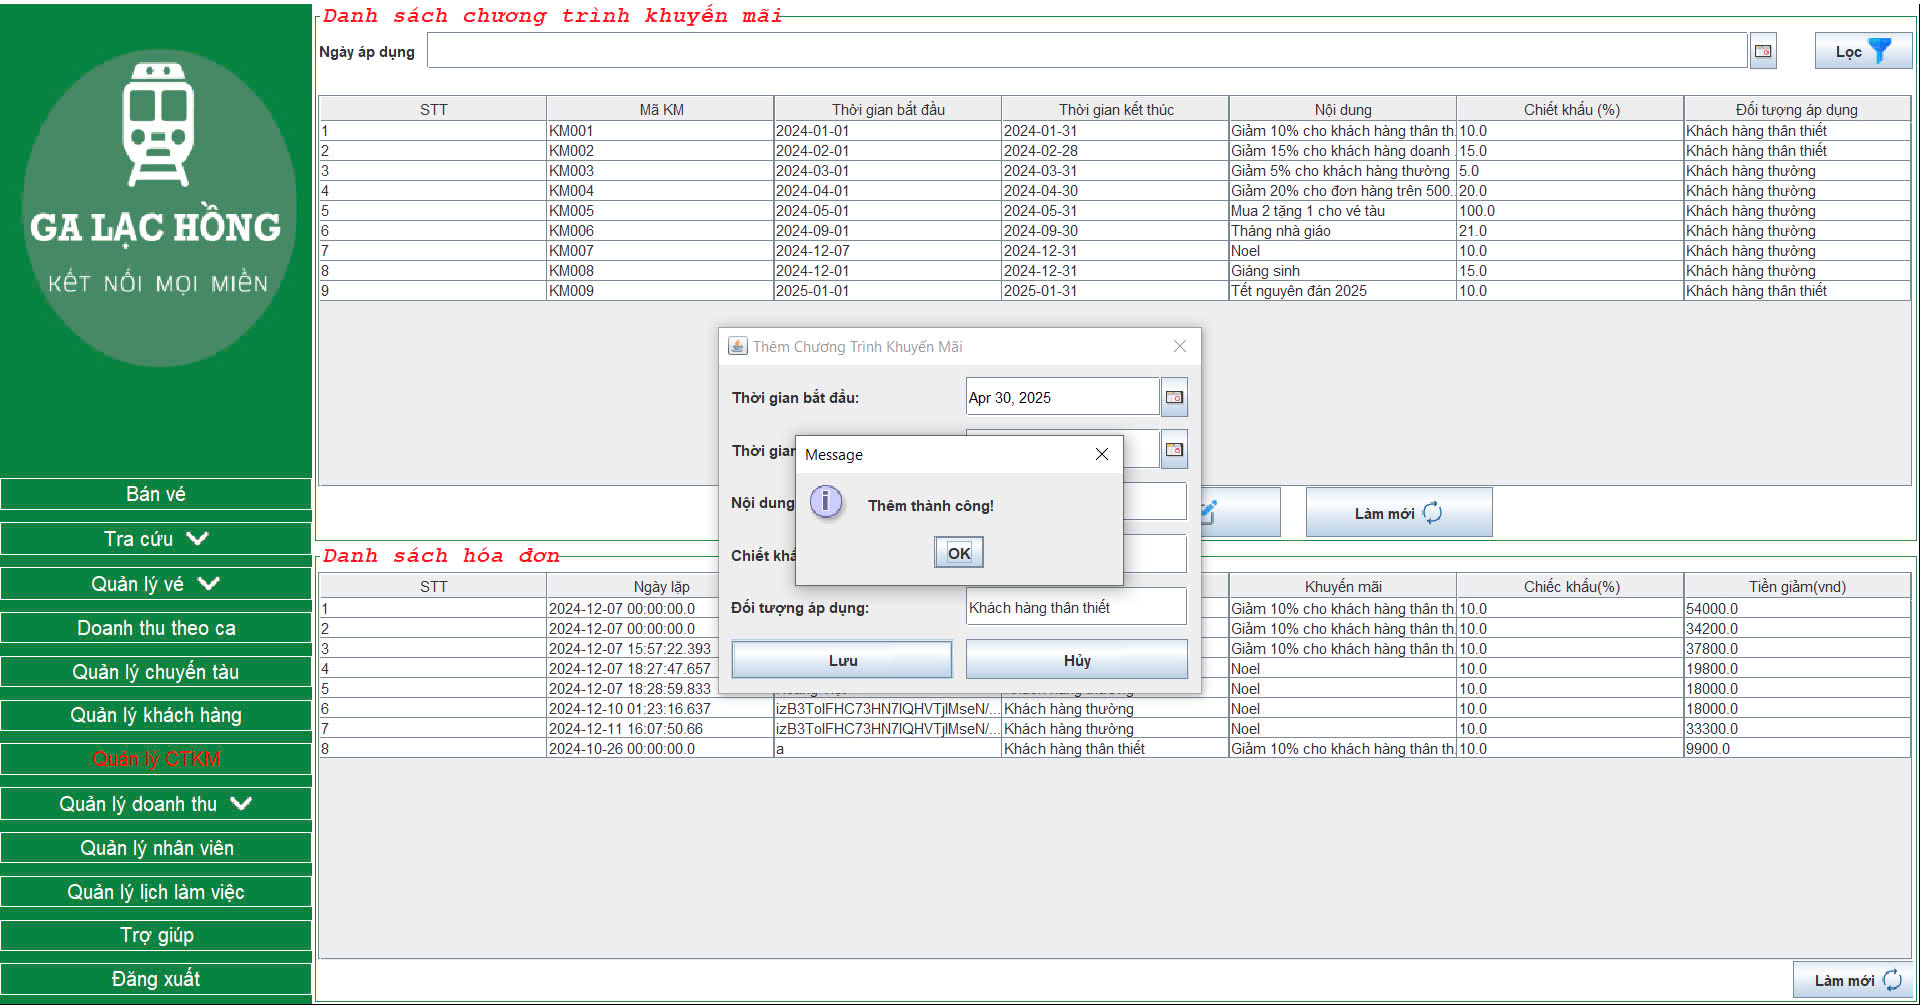 GA LẠC HỒNG
KẾT NỐI MỌI MIỀN
Bán vé
Tra cứu
Quản lý vé
Doanh thu theo ca
Quản lý chuyến tàu
Quản lý khách hàng
Quản lý CTKM
Quản lý doanh thu
Quản lý nhân viên
Quản lý lịch làm việc
Trợ giúp
Đăng xuất
Danh sách chương trình khuyến mãi
Ngày áp dụng
Lọc
STT Mã KM Thời gian bắt đầu Thời gian kết thúc Nội dung Chiết khấu (%) Đối tượng áp dụng
1 KM001 2024-01-01 2024-01-31 Giảm 10% cho khách hàng thân th... 10.0 Khách hàng thân thiết
2 KM002 2024-02-01 2024-02-28 Giảm 15% cho khách hàng doanh ... 15.0 Khách hàng thân thiết
3 KM003 2024-03-01 2024-03-31 Giảm 5% cho khách hàng thường 5.0 Khách hàng thường
4 KM004 2024-04-01 2024-04-30 Giảm 20% cho đơn hàng trên 500... 20.0 Khách hàng thường
5 KM005 2024-05-01 2024-05-31 Mua 2 tặng 1 cho vé tàu 100.0 Khách hàng thường
6 KM006 2024-09-01 2024-09-30 Tháng nhà giáo 21.0 Khách hàng thường
7 KM007 2024-12-07 2024-12-31 Noel 10.0 Khách hàng thường
8 KM008 2024-12-01 2024-12-31 Giáng sinh 15.0 Khách hàng thường
9 KM009 2025-01-01 2025-01-31 Tết nguyên đán 2025 10.0 Khách hàng thân thiết
Làm mới
Thêm Chương Trình Khuyến Mãi
Thời gian bắt đầu: Apr 30, 2025
Thời gian
Nội dung
Chiết khấ
Đối tượng áp dụng: Khách hàng thân thiết
Lưu Hủy
Message
Thêm thành công!
OK
Danh sách hóa đơn
STT Ngày lặp Khuyến mãi Chiếc khấu(%) Tiền giảm(vnd)
1 2024-12-07 00:00:00.0 Giảm 10% cho khách hàng thân th... 10.0 54000.0
2 2024-12-07 00:00:00.0 Giảm 10% cho khách hàng thân th... 10.0 34200.0
3 2024-12-07 15:57:22.393 Giảm 10% cho khách hàng thân th... 10.0 37800.0
4 2024-12-07 18:27:47.657 Noel 10.0 19800.0
5 2024-12-07 18:28:59.833 Noel 10.0 18000.0
6 2024-12-10 01:23:16.637 izB3TolFHC73HN7lQHVTjlMseN/... Khách hàng thường Noel 10.0 18000.0
7 2024-12-11 16:07:50.66 izB3TolFHC73HN7lQHVTjlMseN/... Khách hàng thường Noel 10.0 33300.0
8 2024-10-26 00:00:00.0 a Khách hàng thân thiết Giảm 10% cho khách hàng thân th... 10.0 9900.0
Làm mới